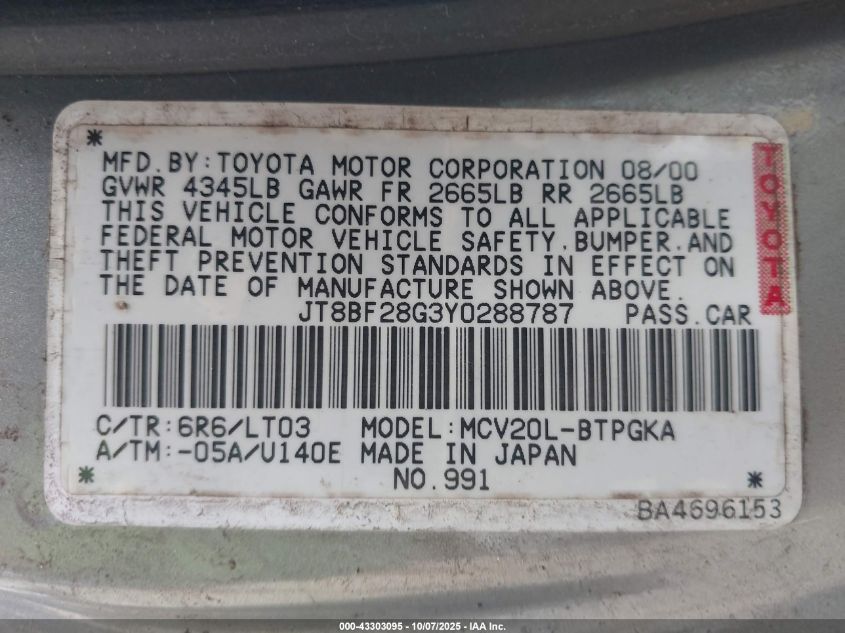 MFD.BY:TOYOTA MOTOR CORPORATION 08/00
GVWR 4345LB GAWR FR 2665LB RR 2665LB
THIS VEHICLE CONFORMS TO ALL APPLICABLE
FEDERAL MOTOR VEHICLE SAFETY,BUMPER,AND
THEFT PREVENTION STANDARDS IN EFFECT ON
THE DATE OF MANUFACTURE SHOWN ABOVE.
TOYOTA
JT8BF28G3Y0288787 PASS.CAR
C/TR:6R6/LT03 MODEL:MCV20L-BTPGKA
A/TM:-05A/U140E MADE IN JAPAN
NO.991
BA4696153
000-43303095 - 10/07/2025 - IAA Inc.